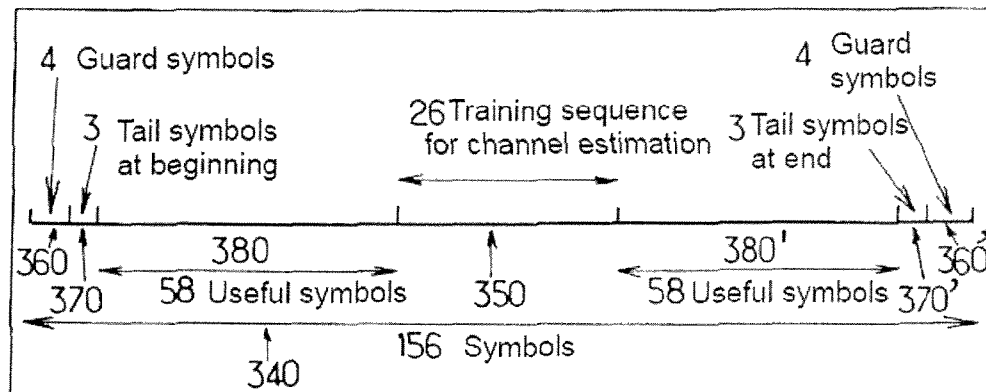 4 Guard symbols
4 Guard
symbols
3 Tail symbols
at beginning
26 Training sequence
for channel estimation
3 Tail symbols
at end
360
370
380
58 Useful symbols
350
380'
58 Useful symbols
370'
360'
156 Symbols
340